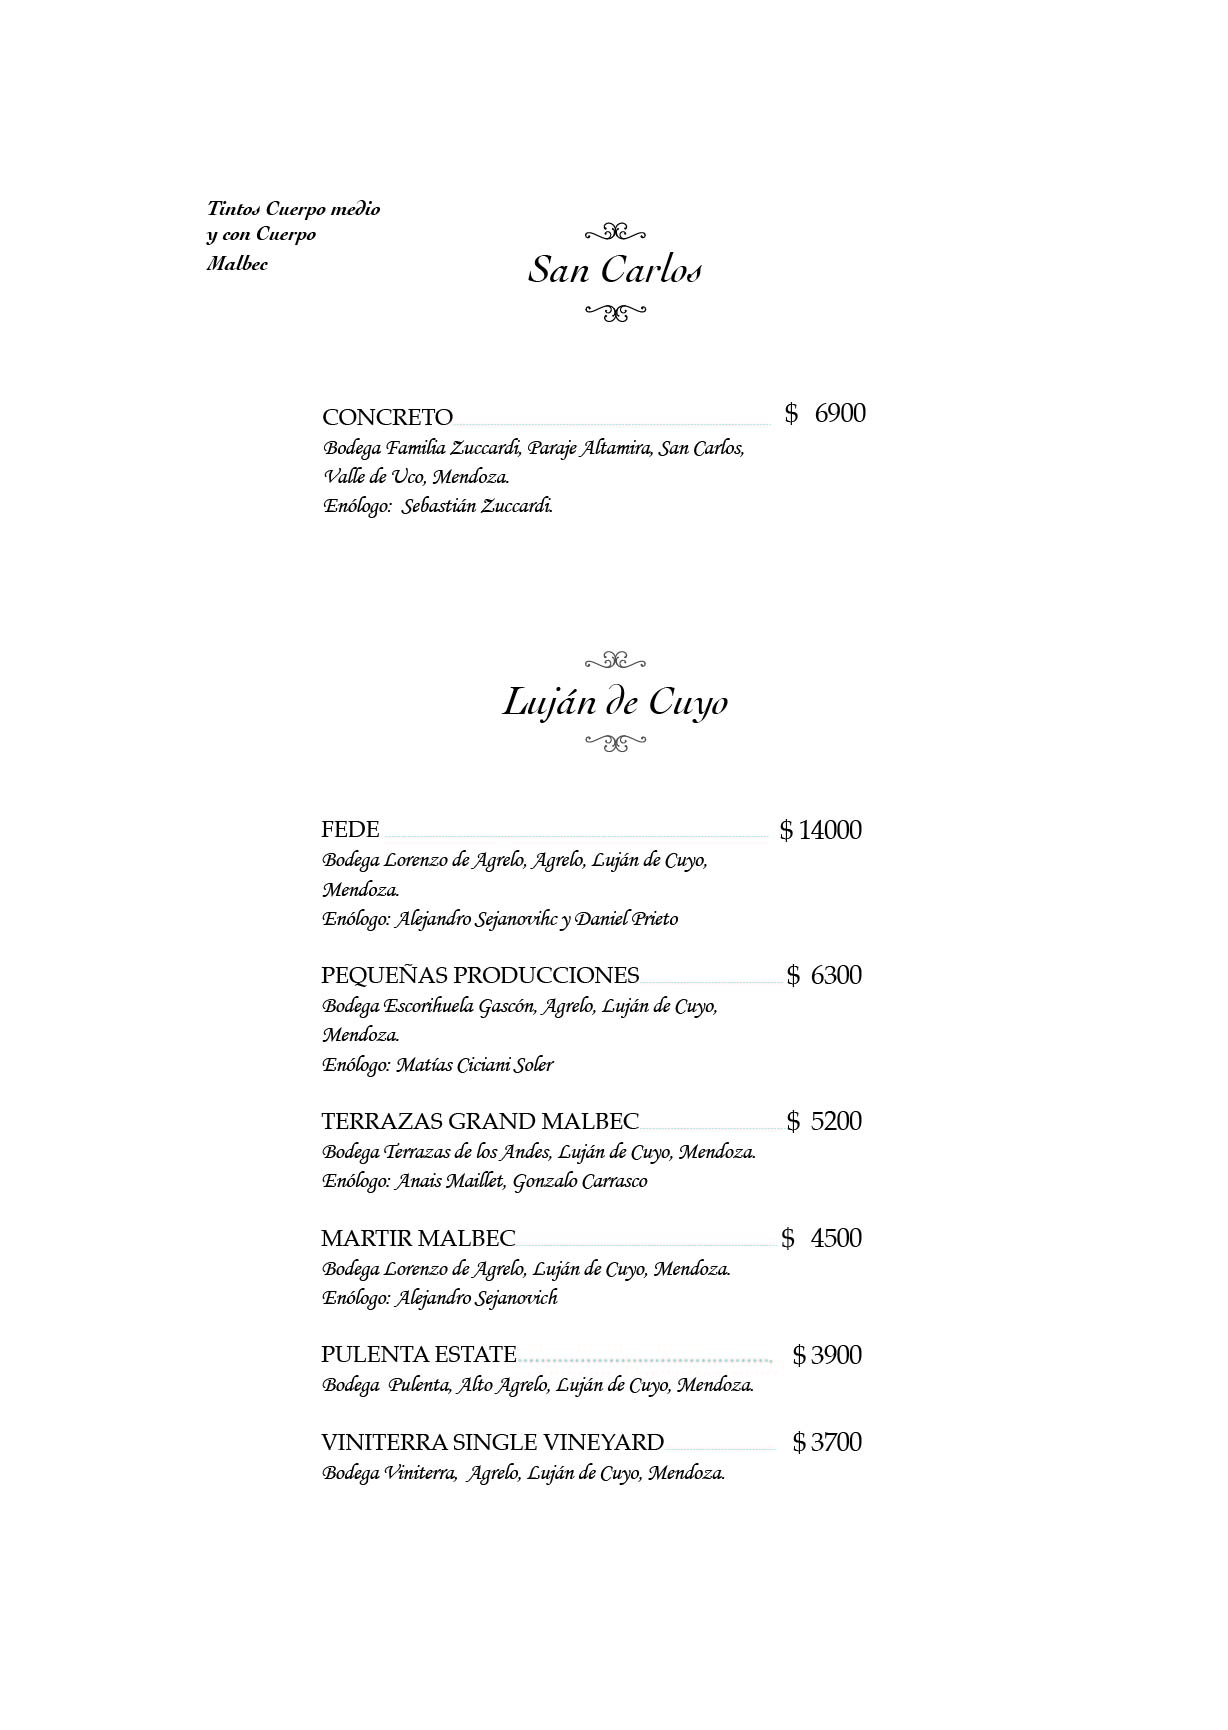 Tintos Cuerpo medio
y con Cuerpo
Malbec
San Carlos
CONCRETO $ 6900
Bodega Familia Zuccardi, Paraje Altamira, San Carlos,
Valle de Uco, Mendoza.
Enólogo: Sebastián Zuccardi.
Luján de Cuyo
FEDE $ 14000
Bodega Lorenzo de Agrelo, Agrelo, Luján de Cuyo,
Mendoza.
Enólogo: Alejandro Sejanovihc y Daniel Prieto
PEQUEÑAS PRODUCCIONES $ 6300
Bodega Escorihuela Gascón, Agrelo, Luján de Cuyo,
Mendoza.
Enólogo: Matías Ciciani Soler
TERRAZAS GRAND MALBEC $ 5200
Bodega Terrazas de los Andes, Luján de Cuyo, Mendoza.
Enólogo: Anais Maillet, Gonzalo Carrasco
MARTIR MALBEC $ 4500
Bodega Lorenzo de Agrelo, Luján de Cuyo, Mendoza.
Enólogo: Alejandro Sejanovich
PULENTA ESTATE $ 3900
Bodega Pulenta, Alto Agrelo, Luján de Cuyo, Mendoza.
VINITERRA SINGLE VINEYARD $ 3700
Bodega Viniterra, Agrelo, Luján de Cuyo, Mendoza.